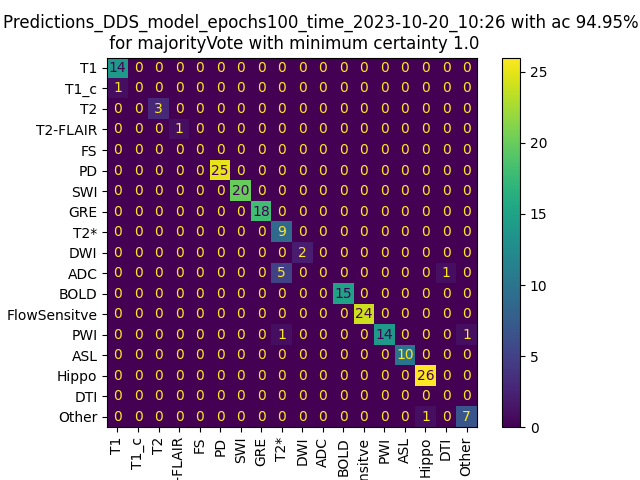 Predictions_DDS_model_epochs100_time_2023-10-20_10:26 with ac 94.95%
for majorityVote with minimum certainty 1.0
T1 14 0 0 0 0 0 0 0 0 0 0 0 0 0 0 0 0 0
T1_c 1 0 0 0 0 0 0 0 0 0 0 0 0 0 0 0 0 0
T2 0 0 3 0 0 0 0 0 0 0 0 0 0 0 0 0 0 0
T2-FLAIR 0 0 0 1 0 0 0 0 0 0 0 0 0 0 0 0 0 0
FS 0 0 0 0 0 0 0 0 0 0 0 0 0 0 0 0 0 0
PD 0 0 0 0 0 25 0 0 0 0 0 0 0 0 0 0 0 0
SWI 0 0 0 0 0 0 20 0 0 0 0 0 0 0 0 0 0 0
GRE 0 0 0 0 0 0 0 18 0 0 0 0 0 0 0 0 0 0
T2* 0 0 0 0 0 0 0 0 9 0 0 0 0 0 0 0 0 0
DWI 0 0 0 0 0 0 0 0 0 2 0 0 0 0 0 0 0 0
ADC 0 0 0 0 0 0 0 0 5 0 0 0 0 0 0 0 1 0
BOLD 0 0 0 0 0 0 0 0 0 0 0 15 0 0 0 0 0 0
FlowSensitve 0 0 0 0 0 0 0 0 0 0 0 0 24 0 0 0 0 0
PWI 0 0 0 0 0 0 0 0 1 0 0 0 0 14 0 0 0 1
ASL 0 0 0 0 0 0 0 0 0 0 0 0 0 0 10 0 0 0
Hippo 0 0 0 0 0 0 0 0 0 0 0 0 0 0 0 26 0 0
DTI 0 0 0 0 0 0 0 0 0 0 0 0 0 0 0 0 0 0
Other 0 0 0 0 0 0 0 0 0 0 0 0 0 0 0 1 0 7
T1
T1_c
T2
-FLAIR
FS
PD
SWI
GRE
T2*
DWI
ADC
BOLD
nsitve
PWI
ASL
Hippo
DTI
Other
25
20
15
10
5
0